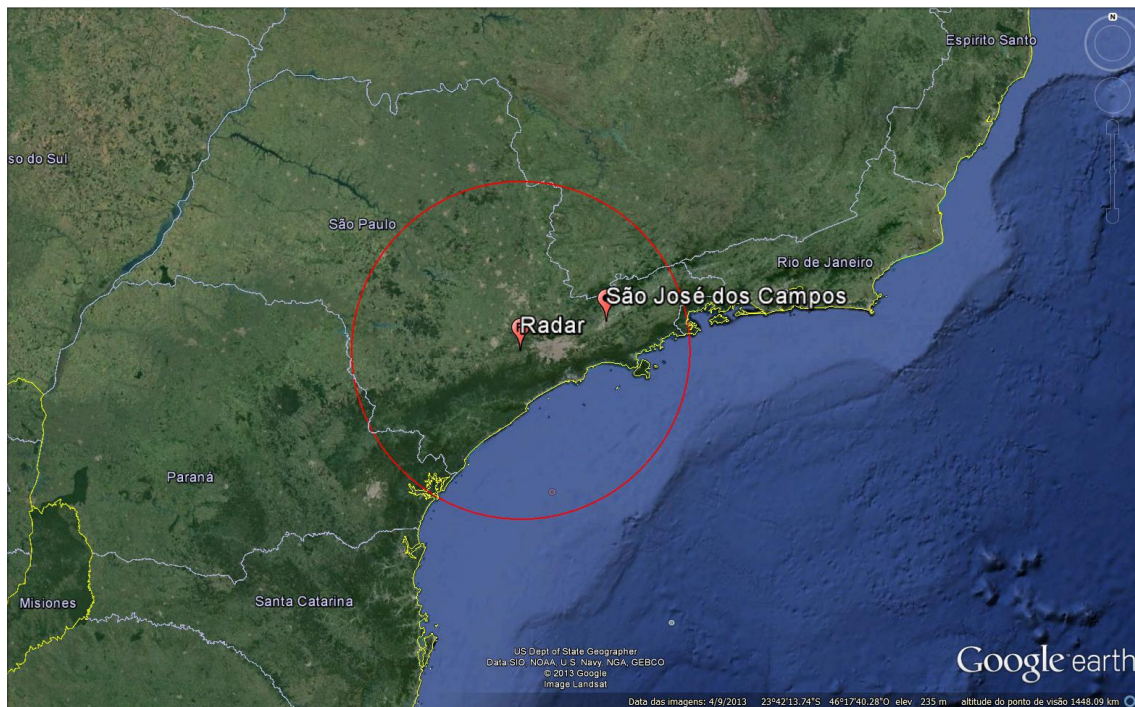 N
Espirito Santo
so do Sul
São Paulo
Rio de Janeiro
São José dos Campos
Radar
Paraná
Misiones
Santa Catarina
US Dept of State Geographer
Data SIO, NOAA, U.S. Navy, NGA, GEBCO
© 2013 Google
Image Landsat
Google earth
Data das imagens: 4/9/2013 23°42'13.74"S 46°17'40.28"O elev 235 m altitude do ponto de visão 1448.09 km